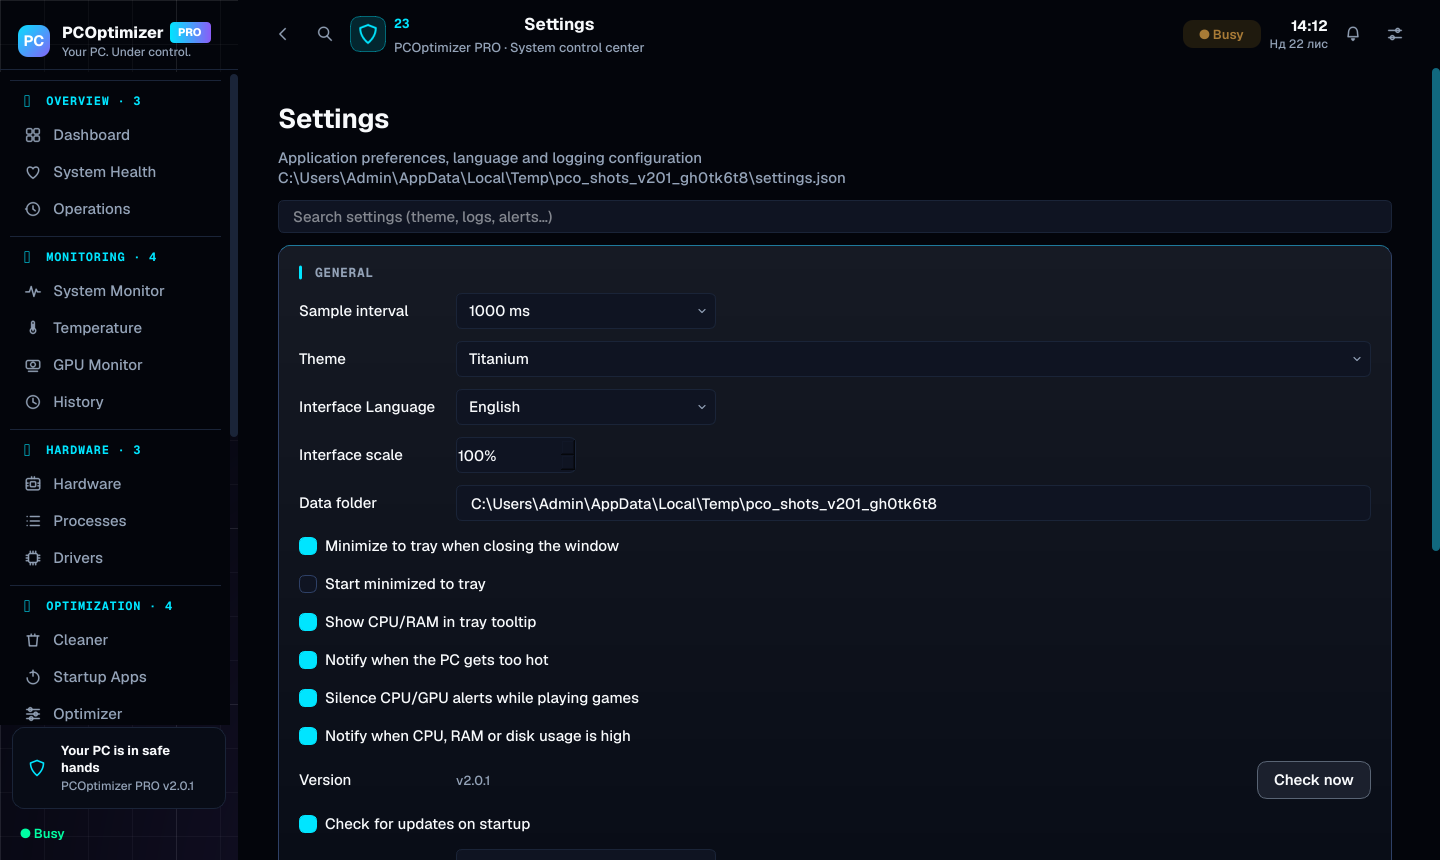 PC
PCOptimizer PRO
Your PC. Under control.
OVERVIEW · 3
Dashboard
System Health
Operations
MONITORING · 4
System Monitor
Temperature
GPU Monitor
History
HARDWARE · 3
Hardware
Processes
Drivers
OPTIMIZATION · 4
Cleaner
Startup Apps
Optimizer
Your PC is in safe
hands
PCOptimizer PRO v2.0.1
Busy
23
Settings
PCOptimizer PRO · System control center
Busy
14:12
Нд 22 лис
Settings
Application preferences, language and logging configuration
C:\Users\Admin\AppData\Local\Temp\pco_shots_v201_gh0tk6t8\settings.json
Search settings (theme, logs, alerts...)
GENERAL
Sample interval 1000 ms
Theme Titanium
Interface Language English
Interface scale 100%
Data folder C:\Users\Admin\AppData\Local\Temp\pco_shots_v201_gh0tk6t8
Minimize to tray when closing the window
Start minimized to tray
Show CPU/RAM in tray tooltip
Notify when the PC gets too hot
Silence CPU/GPU alerts while playing games
Notify when CPU, RAM or disk usage is high
Version v2.0.1 Check now
Check for updates on startup